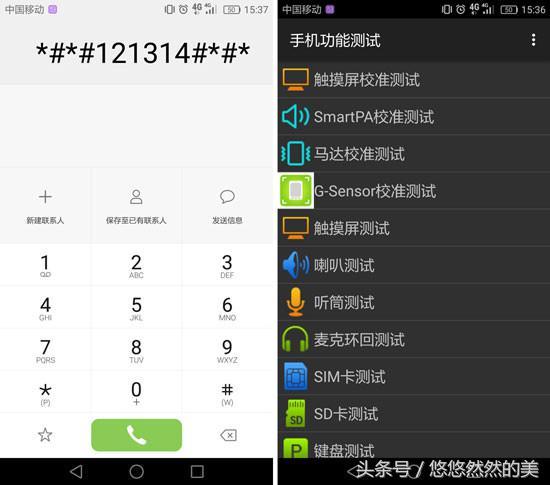 中国移动 4G 4G 50 15:37
*#*#121314#*#*
新建联系人 保存至已有联系人 发送信息
1 2 3
ABC DEF
4 5 6
GHI JKL MNO
7 8 9
PQRS TUV WXYZ
* 0 #
(P) + (W)
中国移动 4G 4G 50 15:36
手机功能测试
触摸屏校准测试
SmartPA校准测试
马达校准测试
G-Sensor校准测试
触摸屏测试
喇叭测试
听筒测试
麦克环回测试
SIM卡测试
SD SD卡测试
P 键盘测试
头条号 / 悠悠然然的美